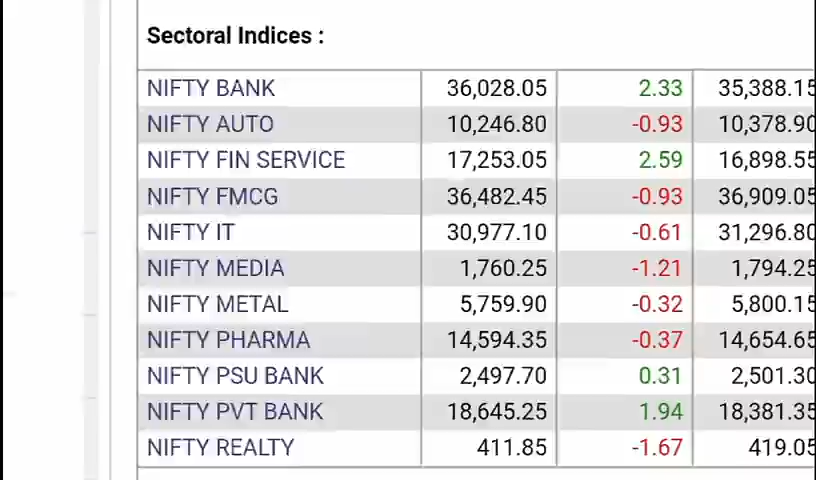 Sectoral Indices :
NIFTY BANK 36,028.05 2.33 35,388.15
NIFTY AUTO 10,246.80 -0.93 10,378.90
NIFTY FIN SERVICE 17,253.05 2.59 16,898.55
NIFTY FMCG 36,482.45 -0.93 36,909.05
NIFTY IT 30,977.10 -0.61 31,296.80
NIFTY MEDIA 1,760.25 -1.21 1,794.25
NIFTY METAL 5,759.90 -0.32 5,800.15
NIFTY PHARMA 14,594.35 -0.37 14,654.65
NIFTY PSU BANK 2,497.70 0.31 2,501.30
NIFTY PVT BANK 18,645.25 1.94 18,381.35
NIFTY REALTY 411.85 -1.67 419.05